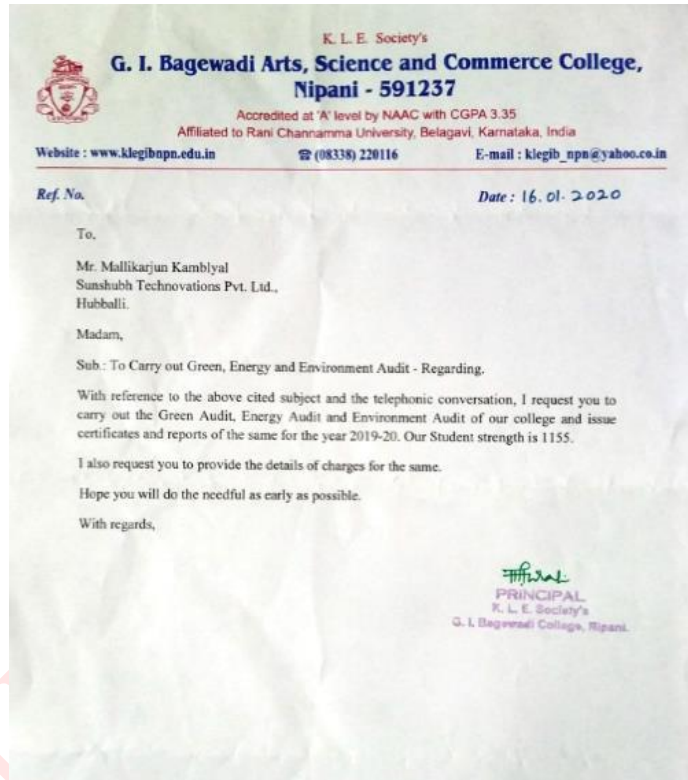 K. L. E. Society's
G. I. Bagewadi Arts, Science and Commerce College,
Nipani - 591237
Accredited at 'A' level by NAAC with CGPA 3.35
Affiliated to Rani Channamma University, Belagavi, Karnataka, India
Website : www.klegibnpn.edu.in ☎ (08338) 220116 E-mail : klegib_npn@yahoo.co.in
Ref. No. Date : 16.01.2020
To,
Mr. Mallikarjun Kamblyal
Sunshubh Technovations Pvt. Ltd.,
Hubballi.
Madam,
Sub.: To Carry out Green, Energy and Environment Audit - Regarding.
With reference to the above cited subject and the telephonic conversation, I request you to
carry out the Green Audit, Energy Audit and Environment Audit of our college and issue
certificates and reports of the same for the year 2019-20. Our Student strength is 1155.
I also request you to provide the details of charges for the same.
Hope you will do the needful as early as possible.
With regards,
PRINCIPAL
K. L. E. Society's
G. I. Bagewadi College, Nipani.